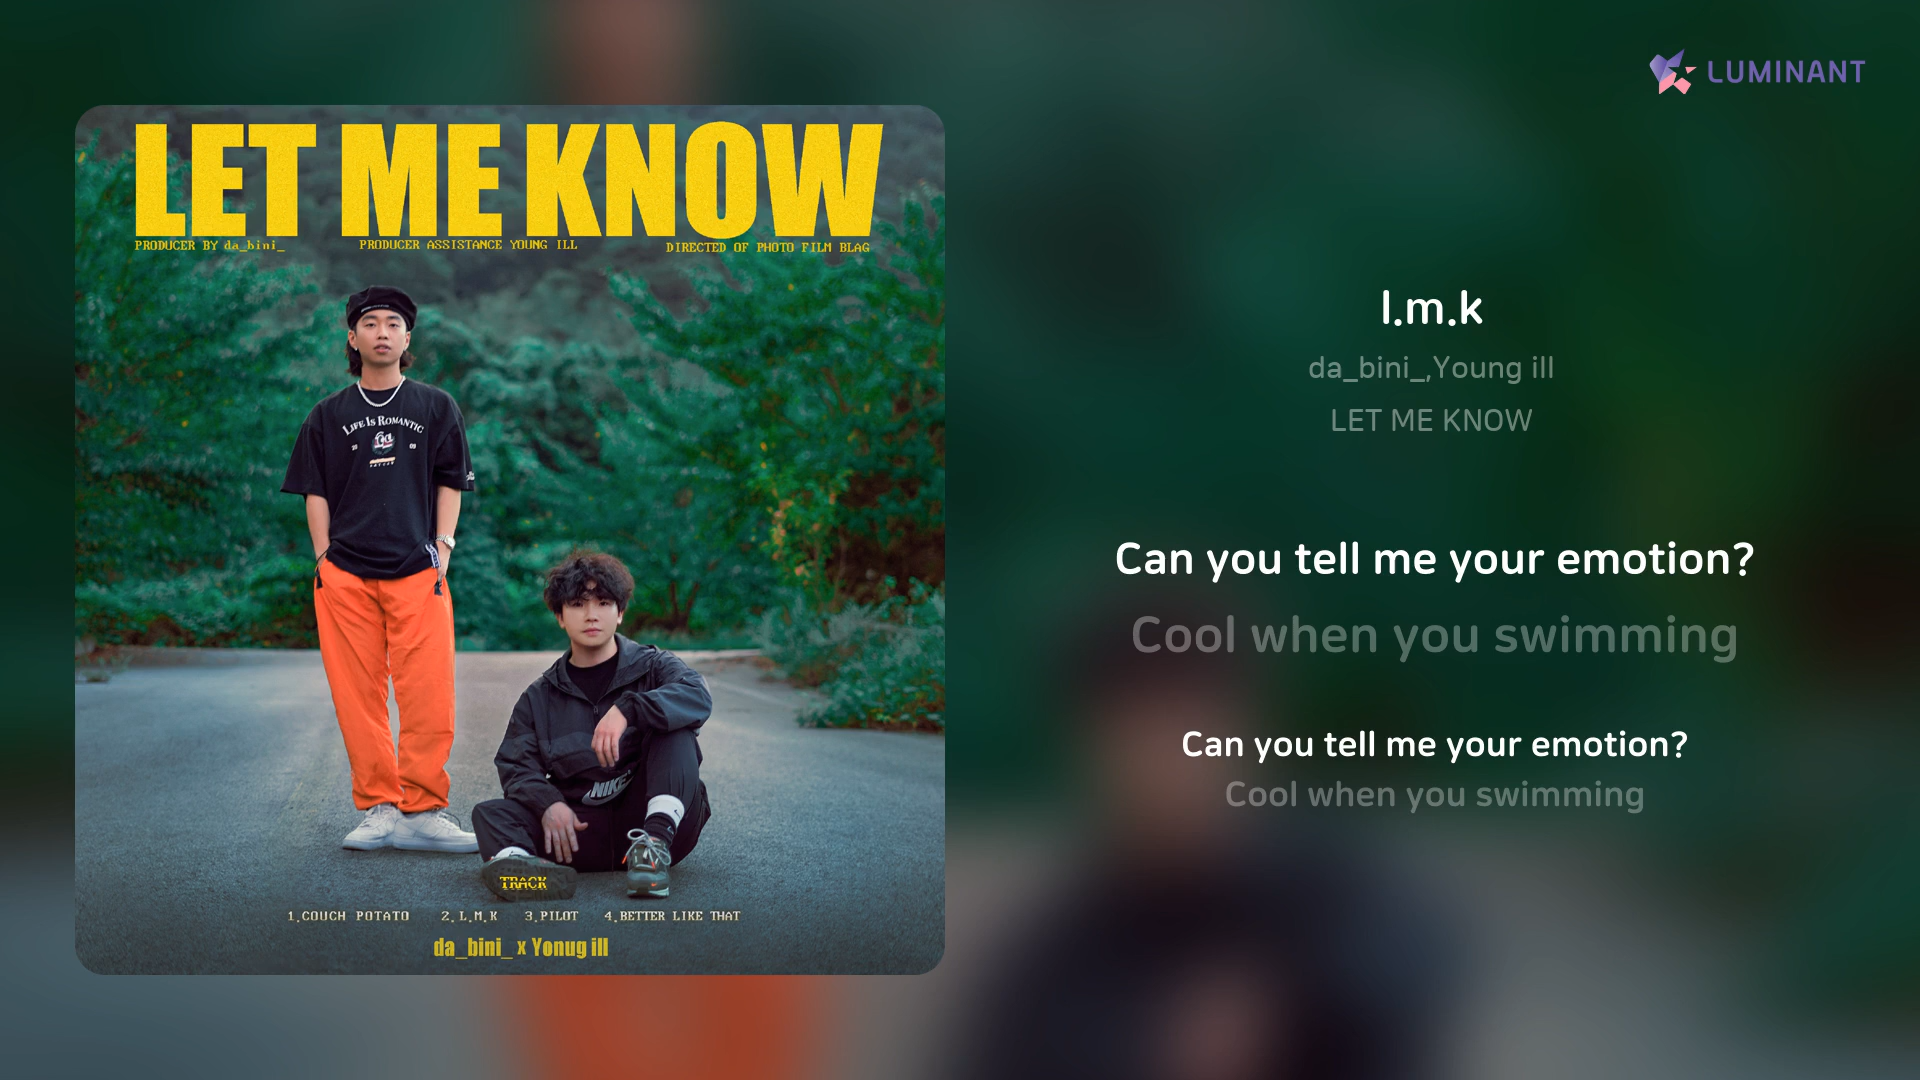 LUMINANT
LET ME KNOW
PRODUCER BY da_bini_
PRODUCER ASSISTANCE YOUNG ILL
DIRECTED OF PHOTO FILM BLAG
LIFE IS ROMANTIC
20
09
NIKE
TRACK
1.COUCH POTATO 2.L.M.K 3.PILOT 4.BETTER LIKE THAT
da_bini_ x Yonug ill
l.m.k
da_bini_,Young ill
LET ME KNOW
Can you tell me your emotion?
Cool when you swimming
Can you tell me your emotion?
Cool when you swimming